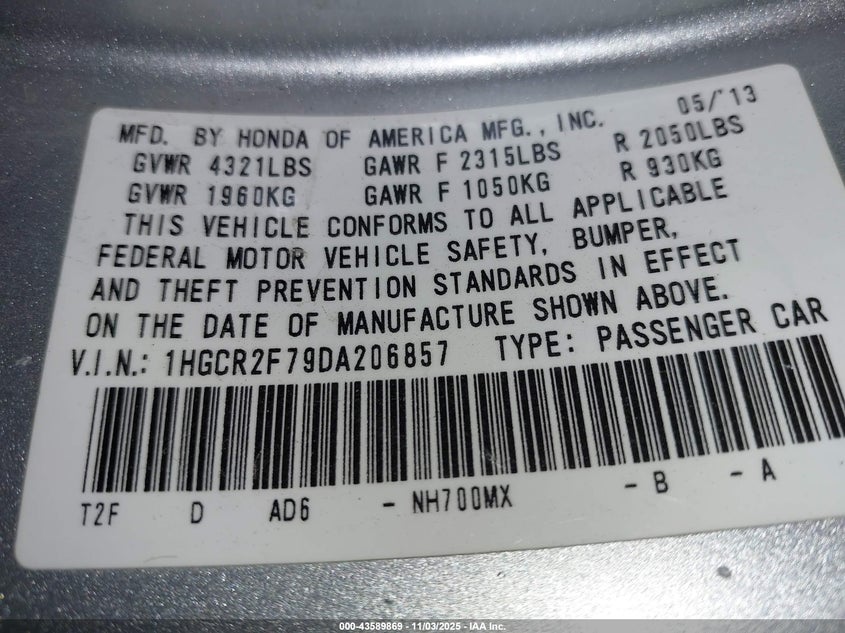 05/'13
MFD. BY HONDA OF AMERICA MFG., INC.
GVWR 4321LBS GAWR F 2315LBS R 2050LBS
GVWR 1960KG GAWR F 1050KG R 930KG
THIS VEHICLE CONFORMS TO ALL APPLICABLE
FEDERAL MOTOR VEHICLE SAFETY, BUMPER,
AND THEFT PREVENTION STANDARDS IN EFFECT
ON THE DATE OF MANUFACTURE SHOWN ABOVE.
V.I.N.: 1HGCR2F79DA206857 TYPE: PASSENGER CAR
T2F D AD6 - NH700MX - B - A
000-43589869 - 11/03/2025 - IAA Inc.